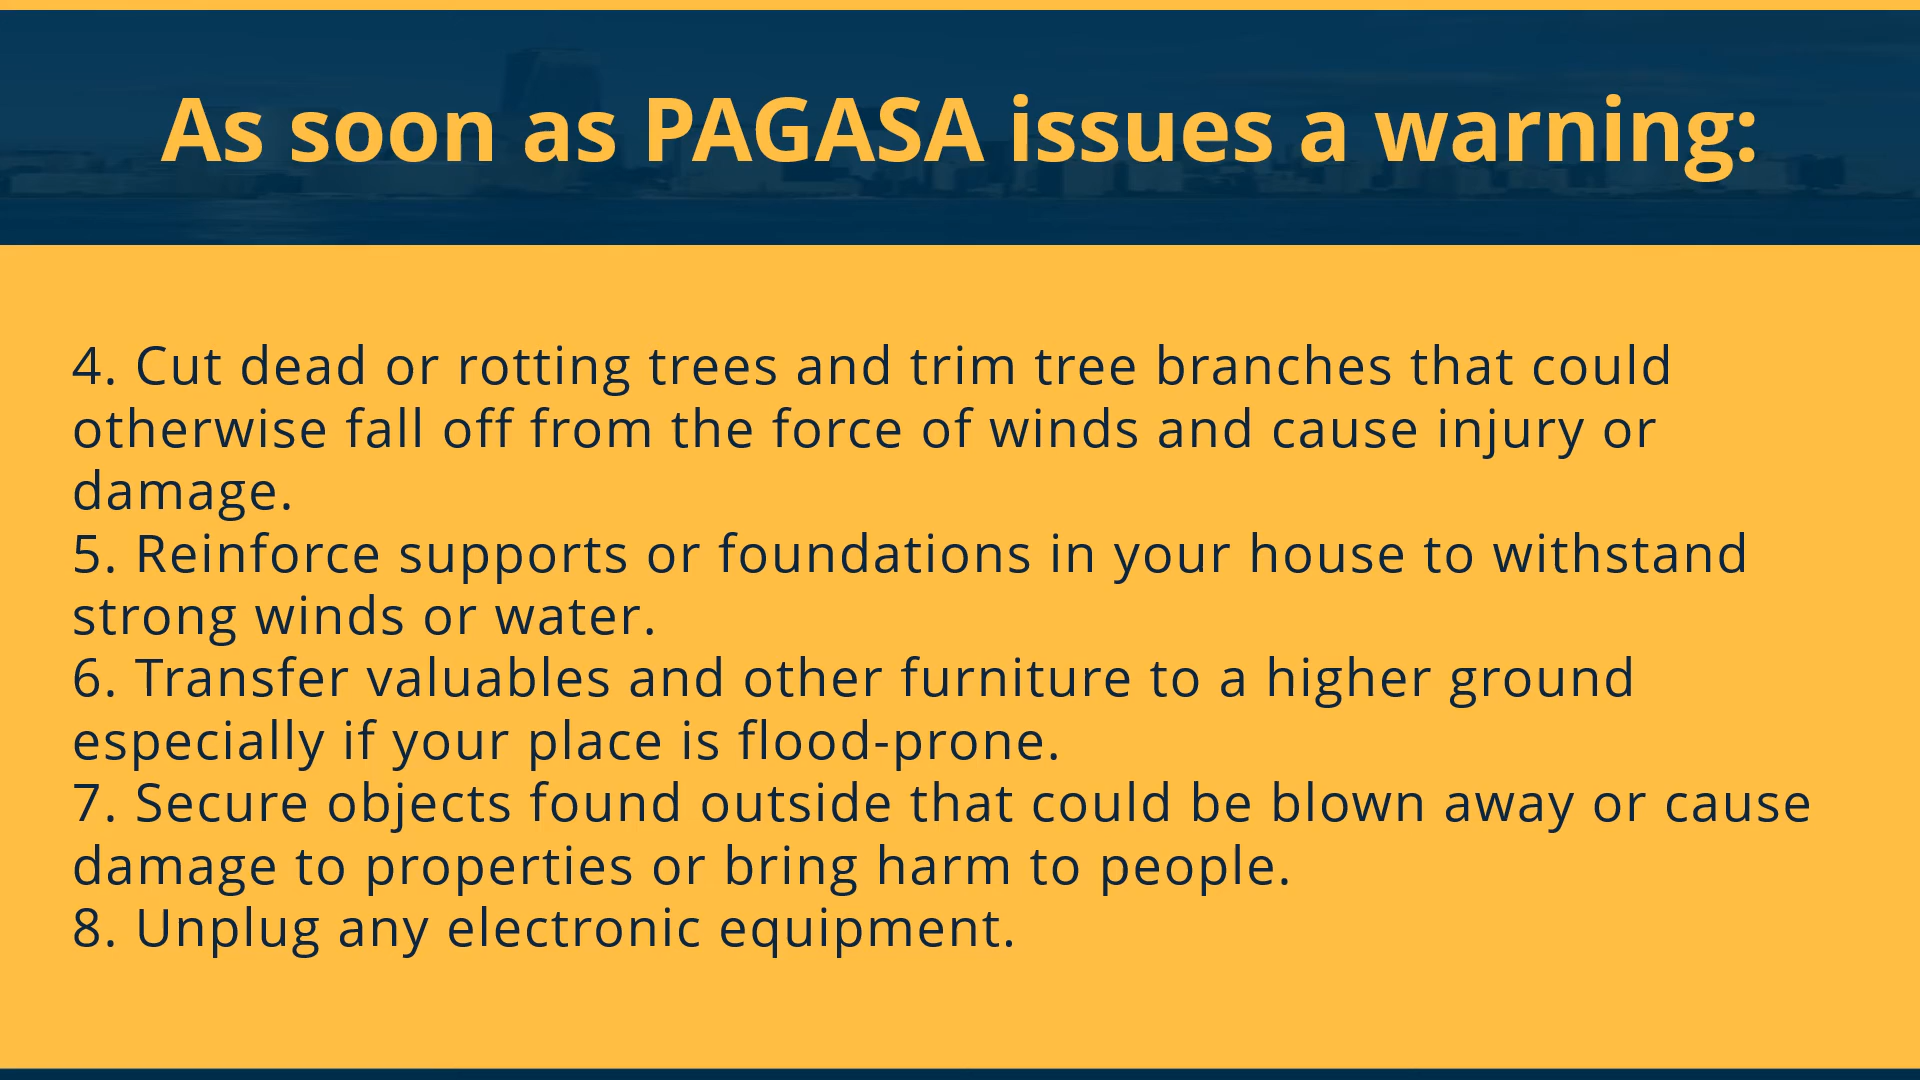 As soon as PAGASA issues a warning:
4. Cut dead or rotting trees and trim tree branches that could
otherwise fall off from the force of winds and cause injury or
damage.
5. Reinforce supports or foundations in your house to withstand
strong winds or water.
6. Transfer valuables and other furniture to a higher ground
especially if your place is flood-prone.
7. Secure objects found outside that could be blown away or cause
damage to properties or bring harm to people.
8. Unplug any electronic equipment.